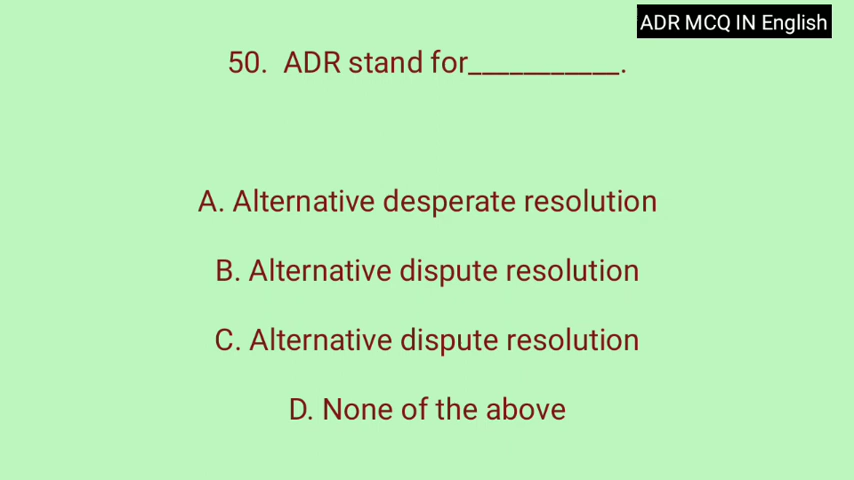 ADR MCQ IN English
50. ADR stand for___________.
A. Alternative desperate resolution
B. Alternative dispute resolution
C. Alternative dispute resolution
D. None of the above